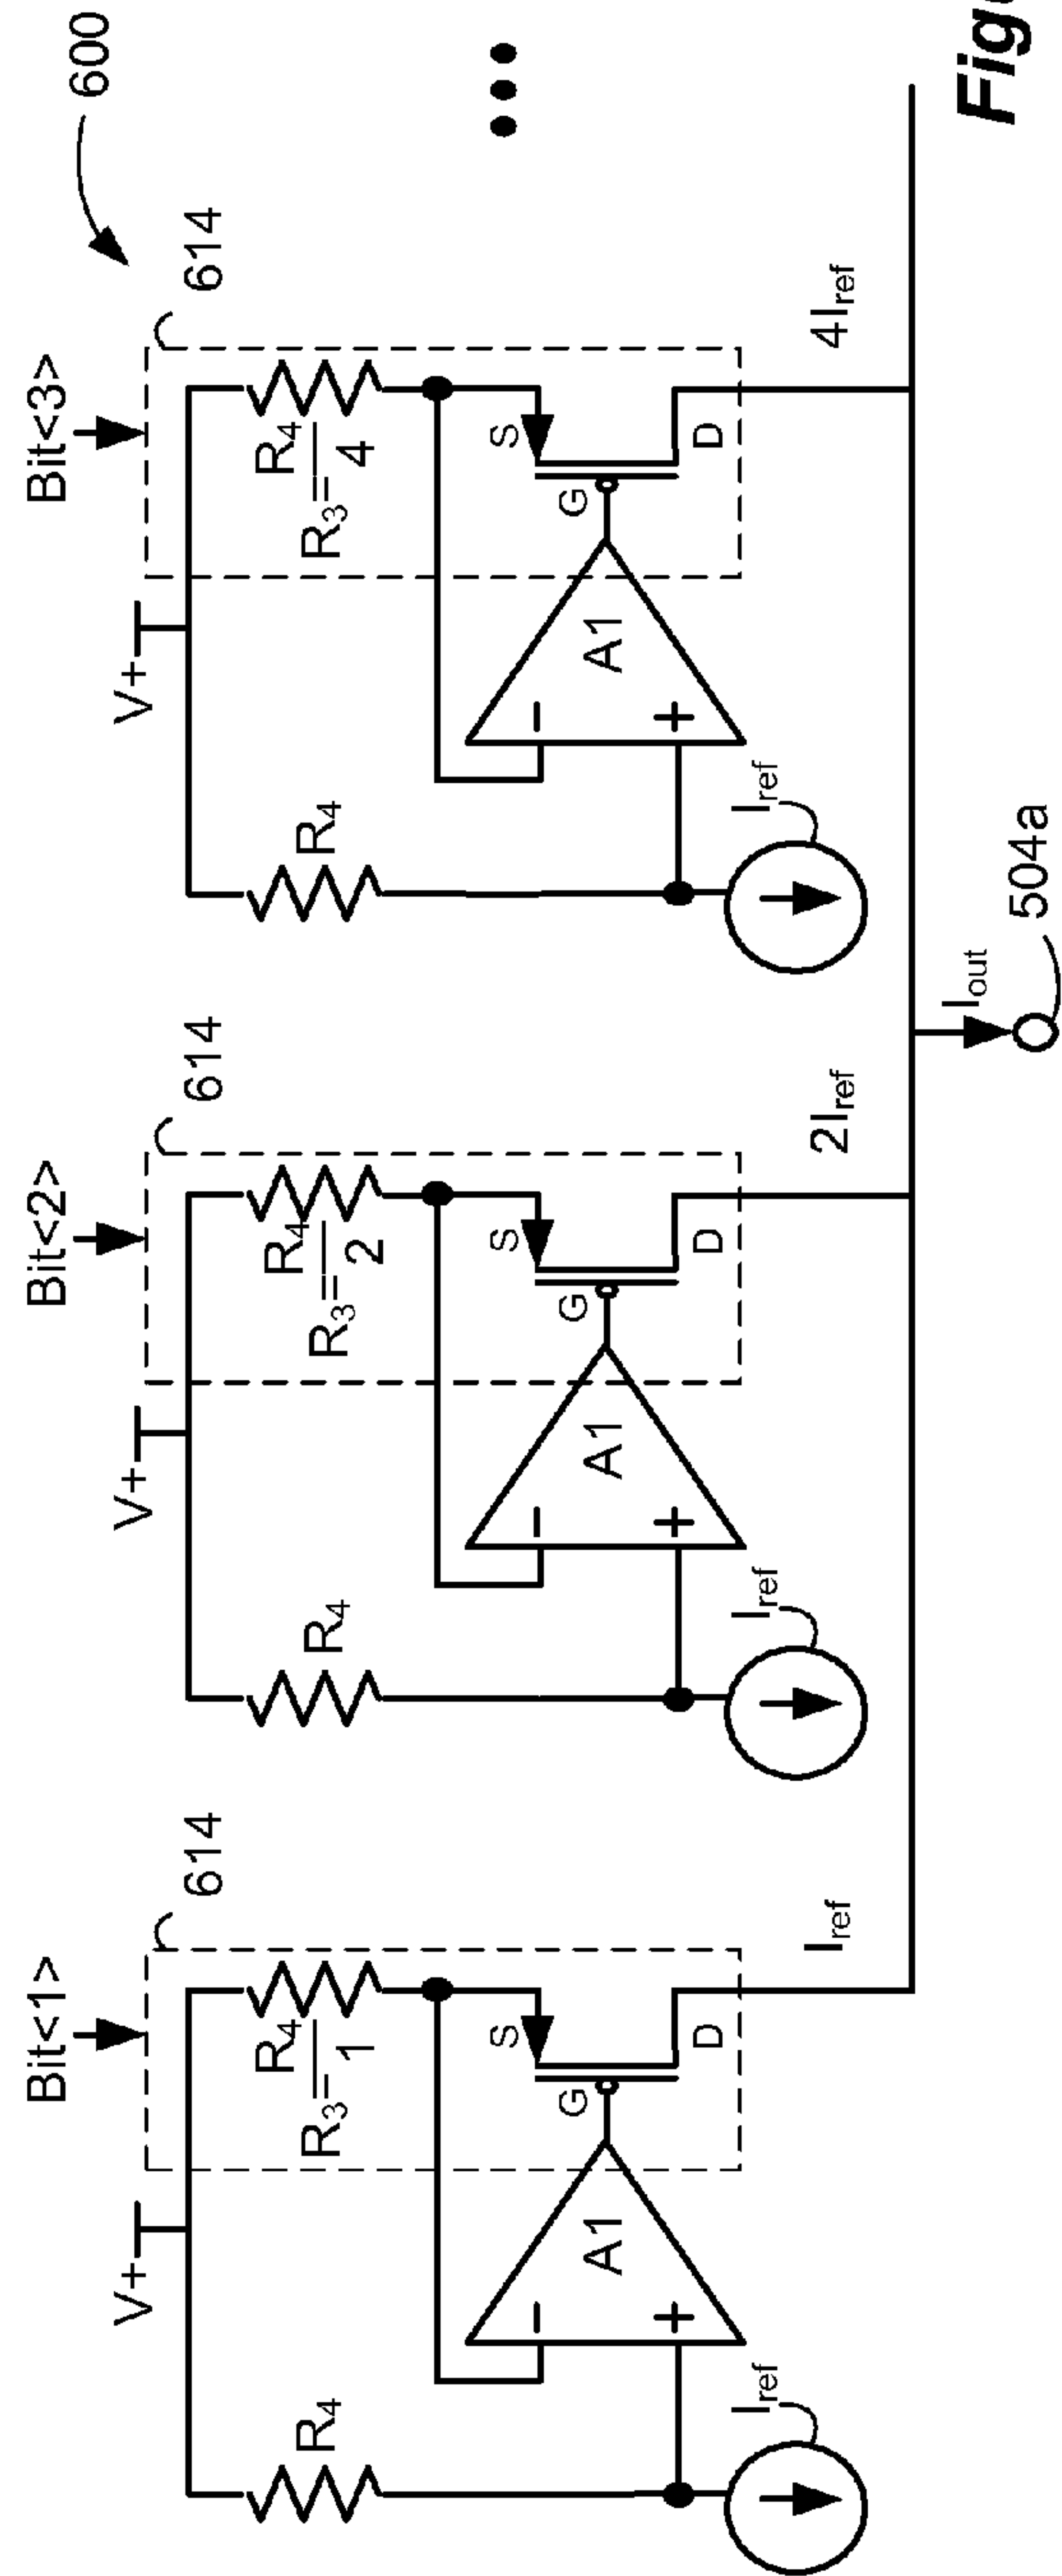 600
Bit<1>
Bit<2>
Bit<3>
614
614
614
V+
V+
V+
R4
R3= R4
1
R4
R3= R4
2
R4
R3= R4
4
S
G
D
S
G
D
S
G
D
A1
- +
A1
- +
A1
- +
Iref
Iref
Iref
Iref
2Iref
4Iref
Iout
504a